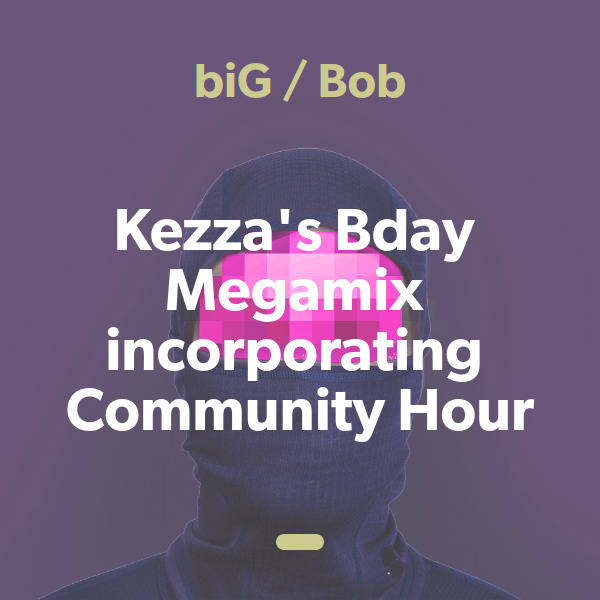 biG / Bob
Kezza's Bday
Megamix
incorporating
Community Hour